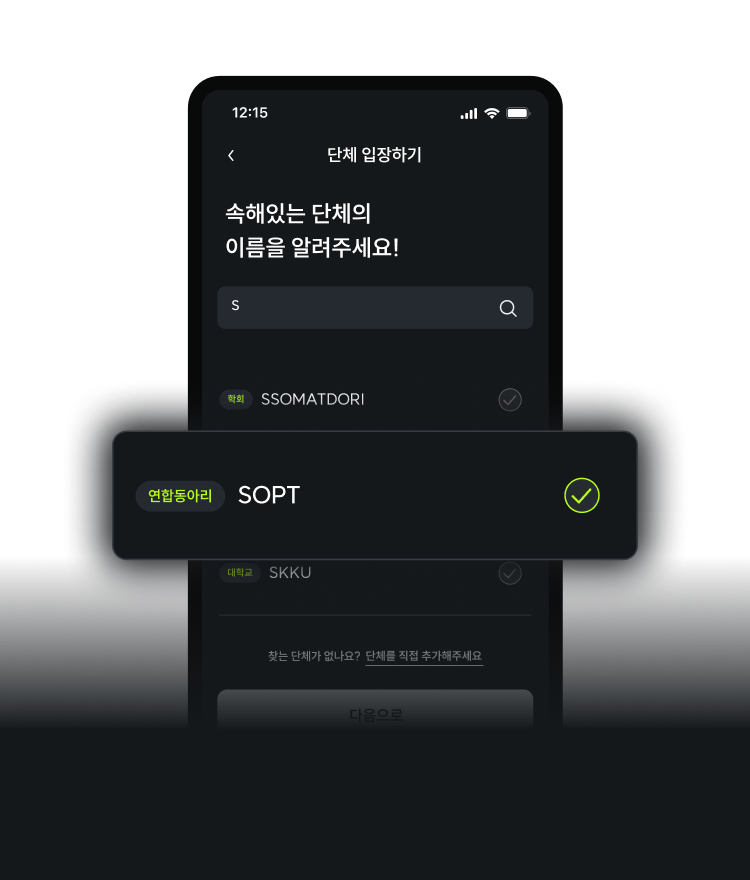 12:15
단체 입장하기
속해있는 단체의
이름을 알려주세요!
S
학회 SSOMATDORI
연합동아리 SOPT
대학교 SKKU
찾는 단체가 없나요? 단체를 직접 추가해주세요
다음으로